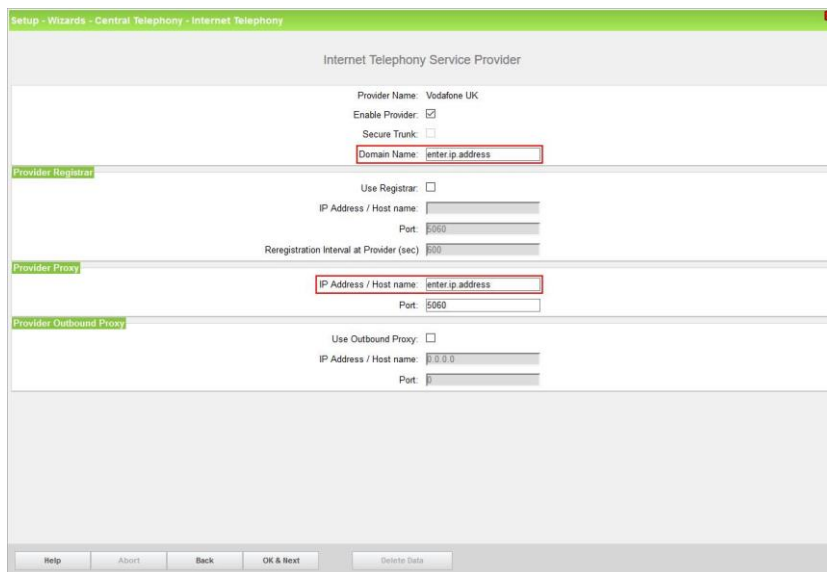 Setup - Wizards - Central Telephony - Internet Telephony
Internet Telephony Service Provider
Provider Name: Vodafone UK
Enable Provider:
Secure Trunk:
Domain Name: enter.ip.address
Provider Registrar
Use Registrar:
IP Address / Host name:
Port: 5060
Reregistration Interval at Provider (sec) 600
Provider Proxy
IP Address / Host name: enter.ip.address
Port: 5060
Provider Outbound Proxy
Use Outbound Proxy:
IP Address / Host name: 0.0.0.0
Port: 0
Help Abort Back OK & Next Delete Data